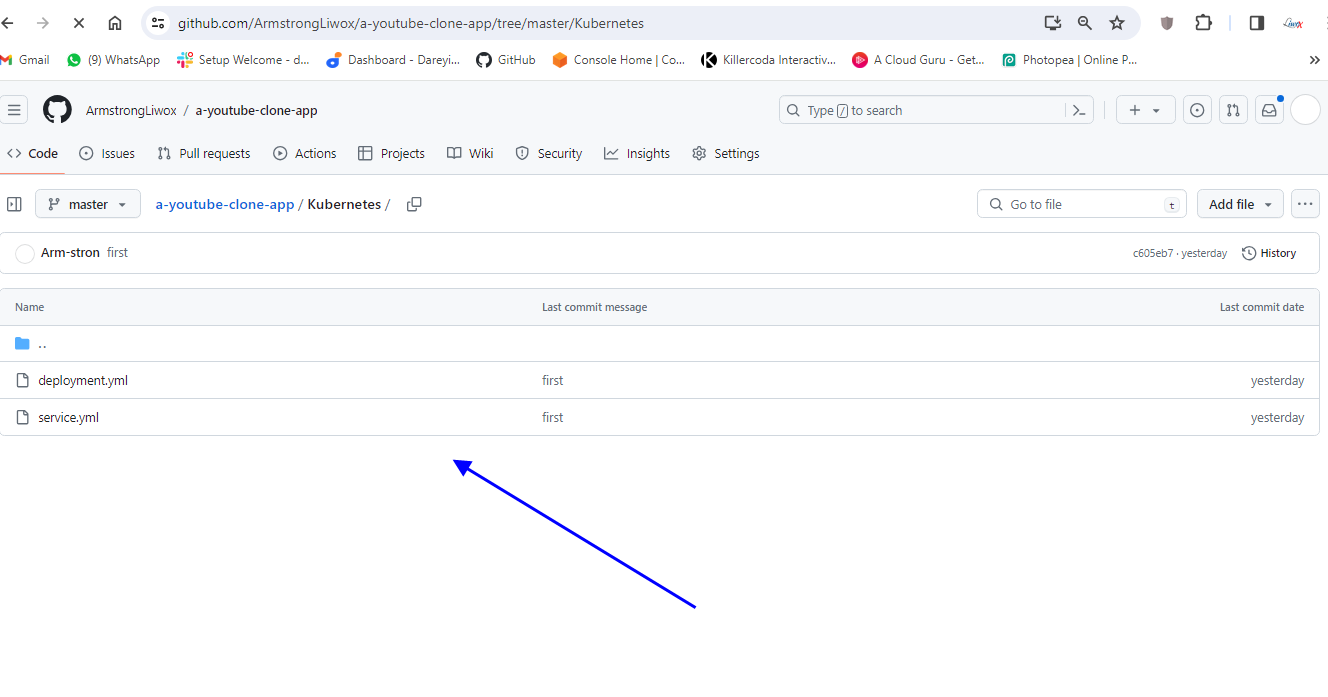 github.com/ArmstrongLiwox/a-youtube-clone-app/tree/master/Kubernetes
Gmail (9) WhatsApp Setup Welcome - d... Dashboard - Dareyi... GitHub Console Home | Co... Killercoda Interactiv... A Cloud Guru - Get... Photopea | Online P... »
ArmstrongLiwox / a-youtube-clone-app Type / to search
Code Issues Pull requests Actions Projects Wiki Security Insights Settings
master a-youtube-clone-app / Kubernetes / Go to file t Add file ...
Arm-stron first c605eb7 · yesterday History
Name Last commit message Last commit date
..
deployment.yml first yesterday
service.yml first yesterday